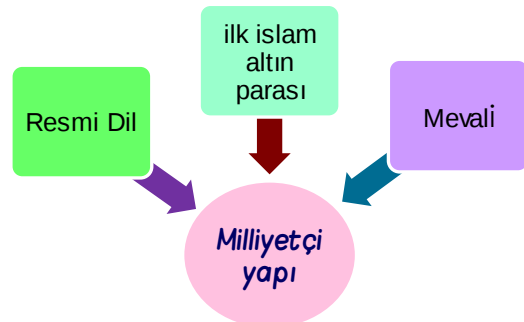 ilk islam
altın
parası
Resmi Dil
Mevalİ
Milliyetçi
yapı